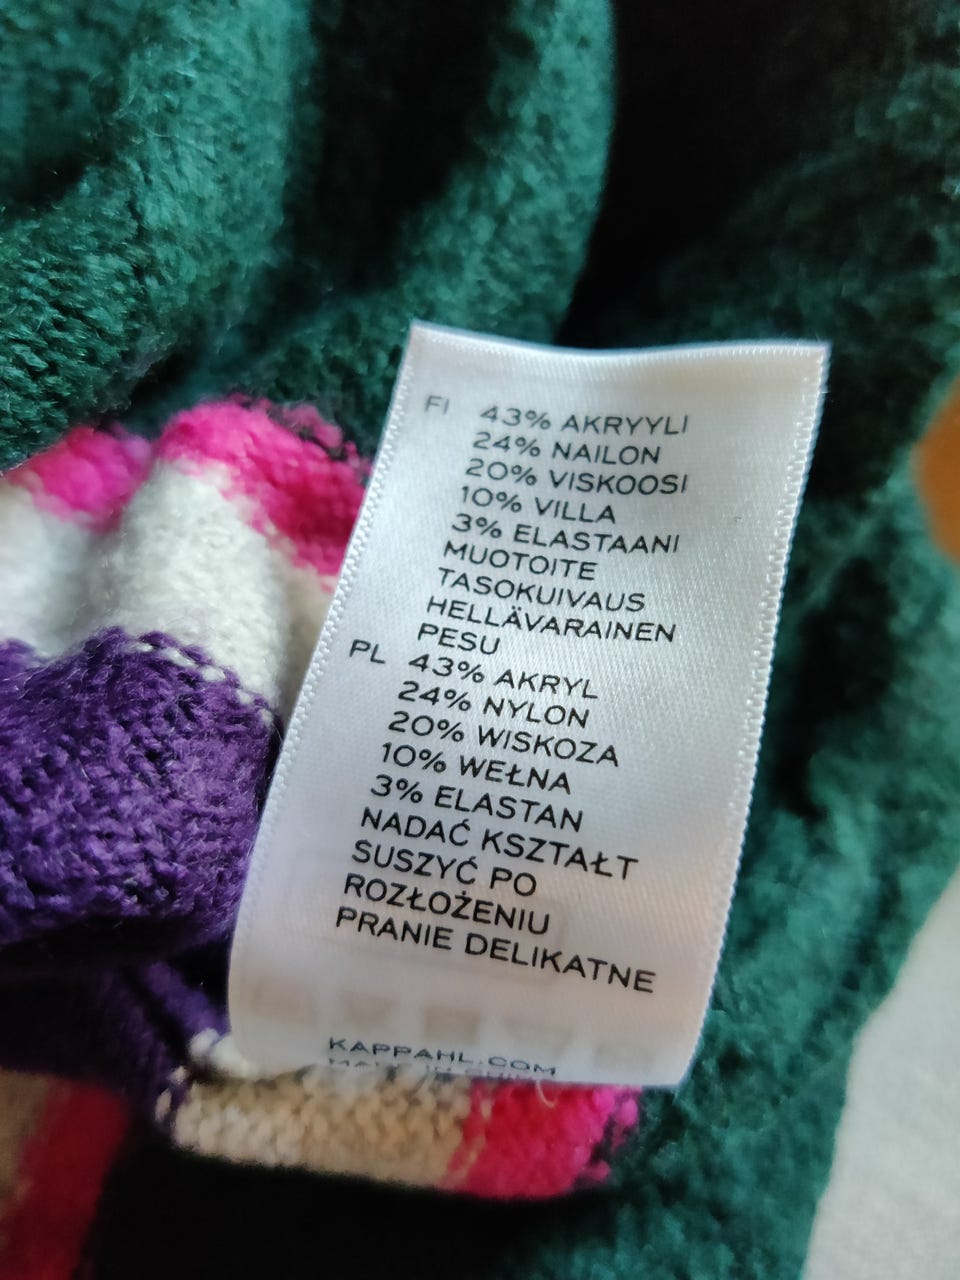 FI 43% AKRYYLI
24% NAILON
20% VISKOOSI
10% VILLA
3% ELASTAANI
MUOTOITE
TASOKUIVAUS
HELLÄVARAINEN
PESU
PL 43% AKRYL
24% NYLON
20% WISKOZA
10% WEŁNA
3% ELASTAN
NADAĆ KSZTAŁT
SUSZYĆ PO
ROZŁOŻENIU
PRANIE DELIKATNE
KAPPAHL.COM